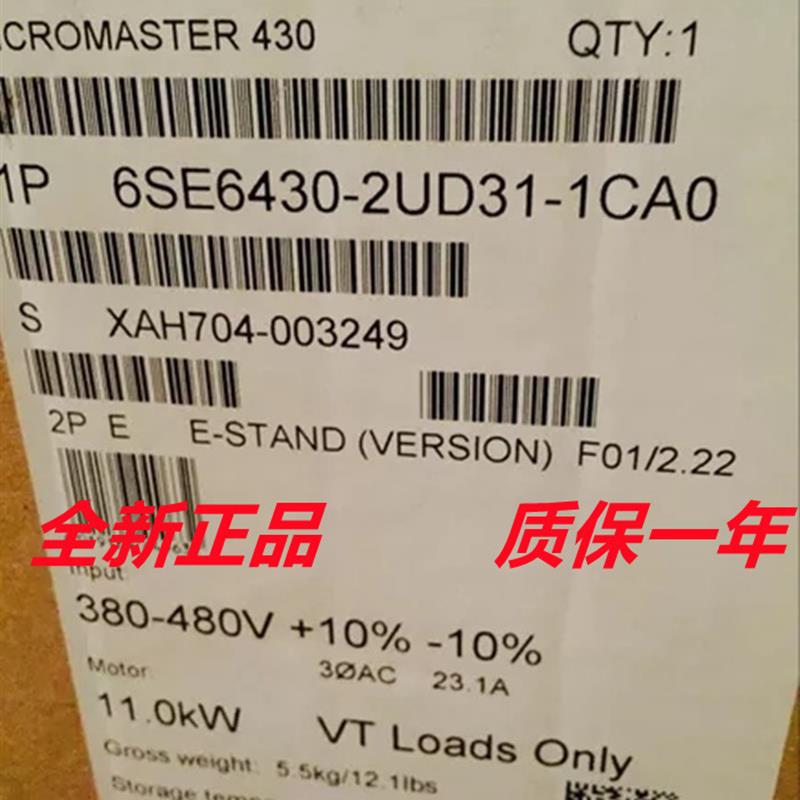 CROMASTER 430 QTY:1
1P 6SE6430-2UD31-1CA0
S XAH704-003249
2P E E-STAND (VERSION) F01/2.22
全新正品 质保一年
Input
380-480V +10% -10%
Motor 3ØAC 23.1A
11.0kW VT Loads Only
Gross weight: 5.5kg/12.1lbs
Storage